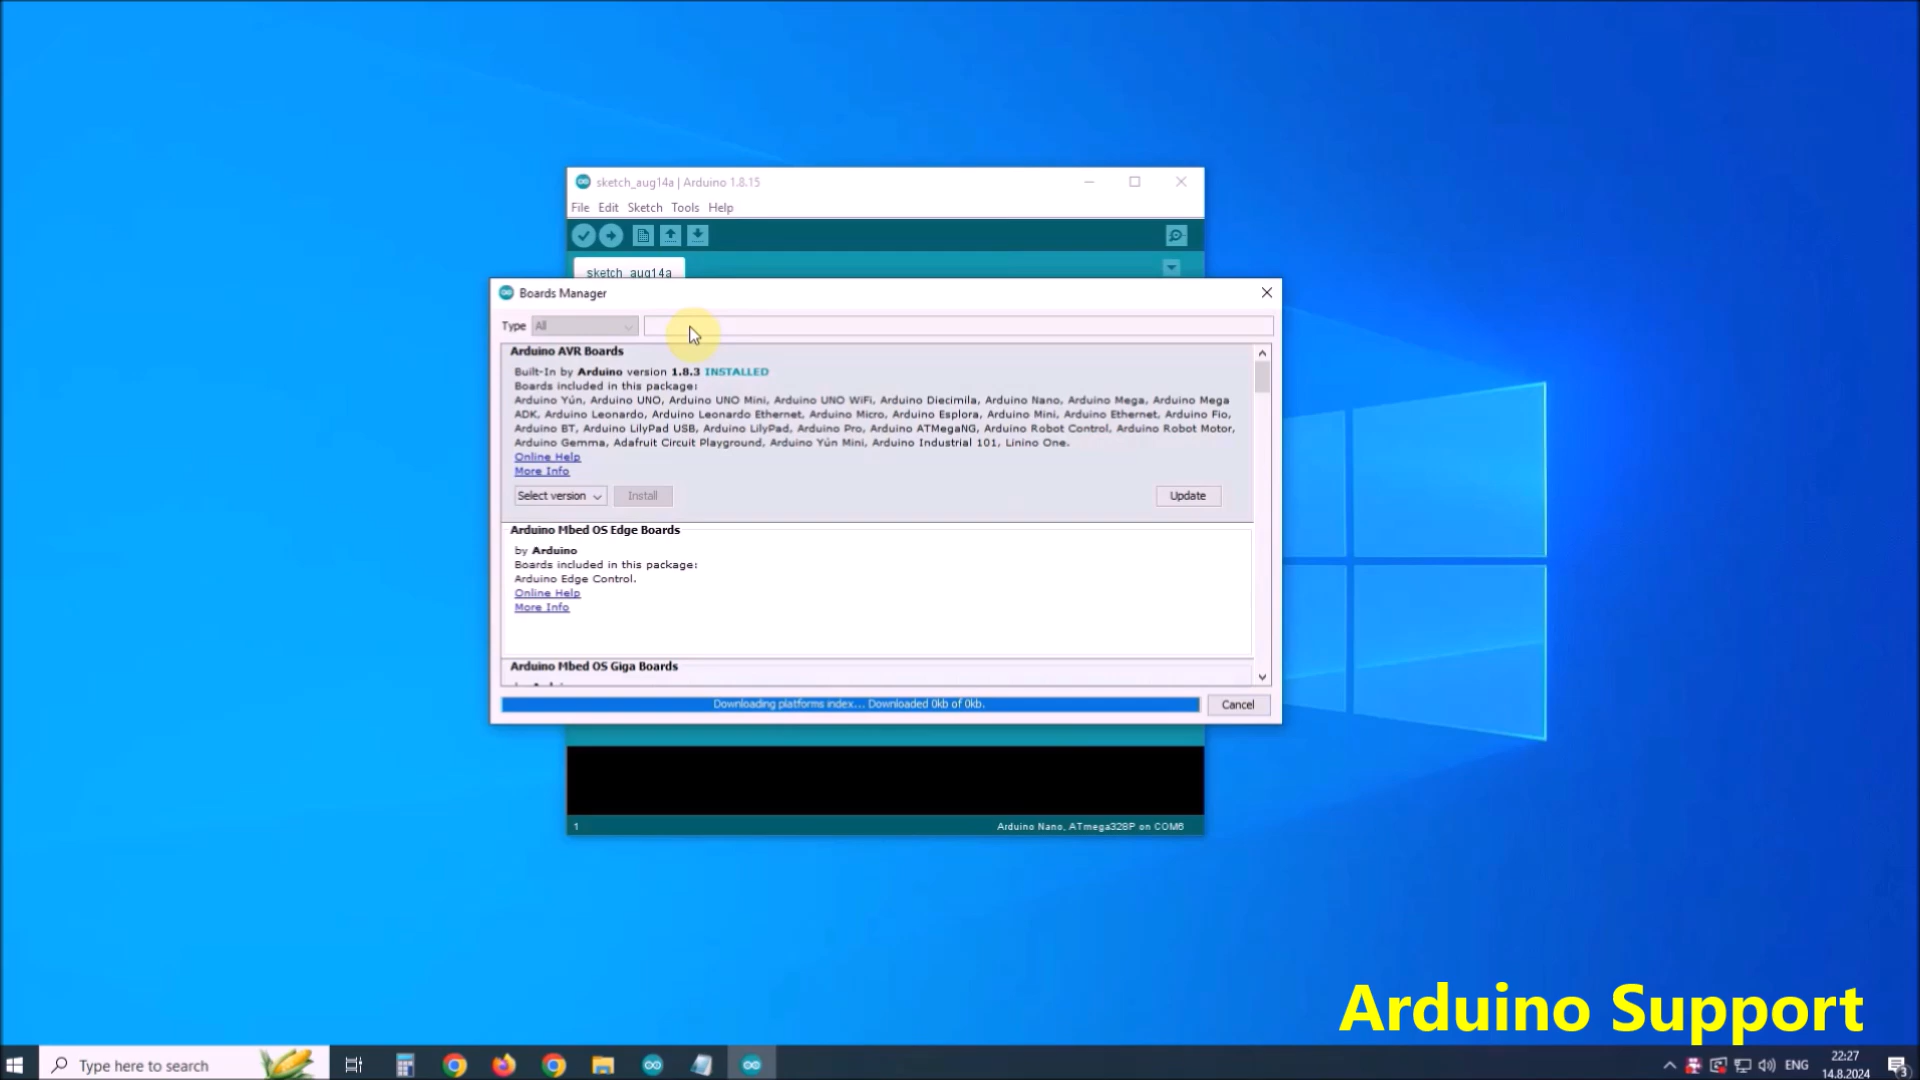 sketch_aug14a | Arduino 1.8.15
File Edit Sketch Tools Help
sketch_aug14a
Boards Manager
Type All
Arduino AVR Boards
Built-In by Arduino version 1.8.3 INSTALLED
Boards included in this package:
Arduino Yún, Arduino UNO, Arduino UNO Mini, Arduino UNO WiFi, Arduino Diecimila, Arduino Nano, Arduino Mega, Arduino Mega
ADK, Arduino Leonardo, Arduino Leonardo Ethernet, Arduino Micro, Arduino Esplora, Arduino Mini, Arduino Ethernet, Arduino Fio,
Arduino BT, Arduino LilyPad USB, Arduino LilyPad, Arduino Pro, Arduino ATMegaNG, Arduino Robot Control, Arduino Robot Motor,
Arduino Gemma, Adafruit Circuit Playground, Arduino Yún Mini, Arduino Industrial 101, Linino One.
Online Help
More Info
Select version Install Update
Arduino Mbed OS Edge Boards
by Arduino
Boards included in this package:
Arduino Edge Control.
Online Help
More Info
Arduino Mbed OS Giga Boards
Downloading platforms index... Downloaded 0kb of 0kb.
Cancel
1 Arduino Nano, ATmega328P on COM6
Arduino Support
Type here to search
ENG
22:27
14.8.2024
3